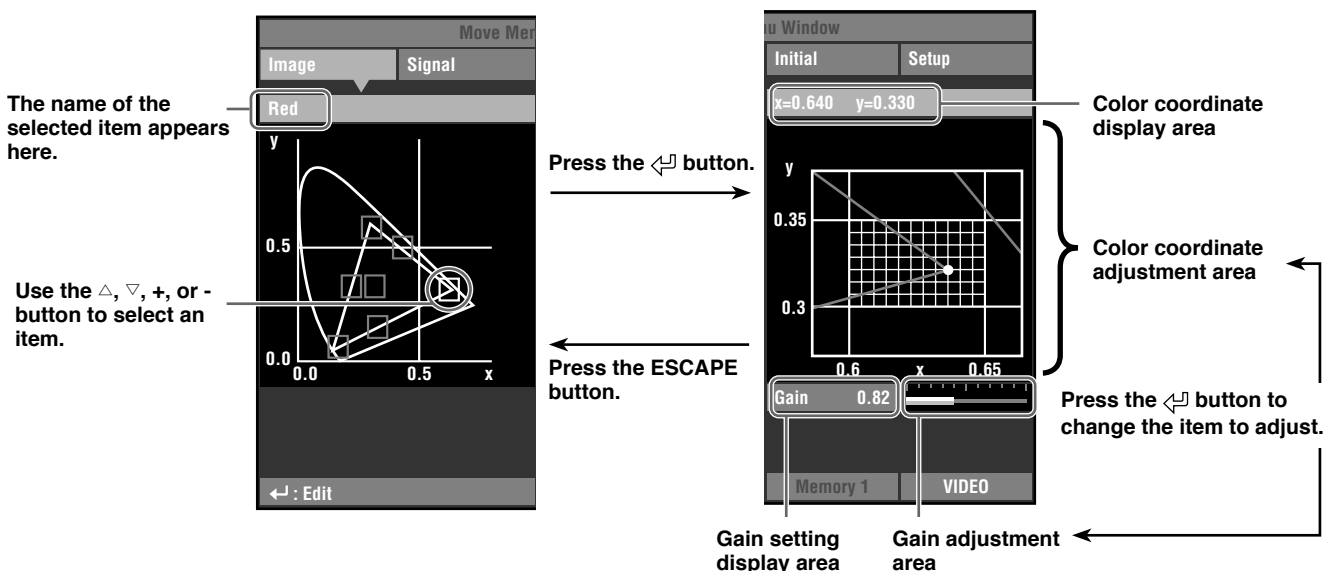 Move Mer
Image
Signal
Red
y
0.5
0.0
0.0
0.5
x
↵ : Edit
The name of the
selected item appears
here.
Use the △, ▽, +, or -
button to select an
item.
Press the ↵ button.
Press the ESCAPE
button.
u Window
Initial
Setup
x=0.640 y=0.330
y
0.35
0.3
0.6
x
0.65
Gain 0.82
Memory 1
VIDEO
Color coordinate
display area
Color coordinate
adjustment area
Press the ↵ button to
change the item to adjust.
Gain setting
display area
Gain adjustment
area